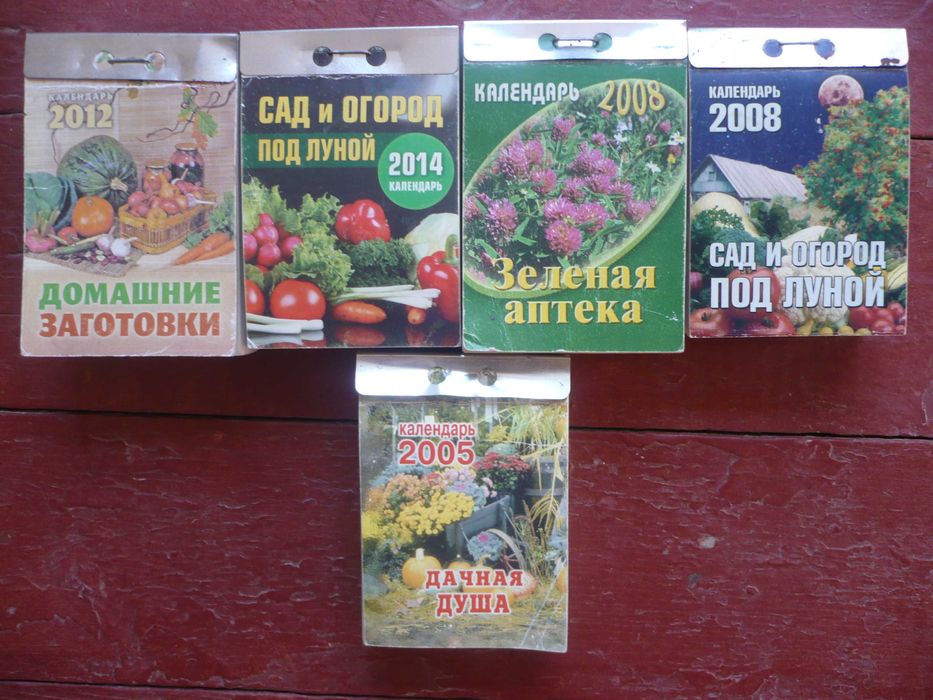 КАЛЕНДАРЬ
2012
ДОМАШНИЕ
ЗАГОТОВКИ
САД И ОГОРОД
ПОД ЛУНОЙ
2014
КАЛЕНДАРЬ
КАЛЕНДАРЬ 2008
Зеленая
аптека
КАЛЕНДАРЬ
2008
САД И ОГОРОД
ПОД ЛУНОЙ
календарь
2005
ДАЧНАЯ
ДУША